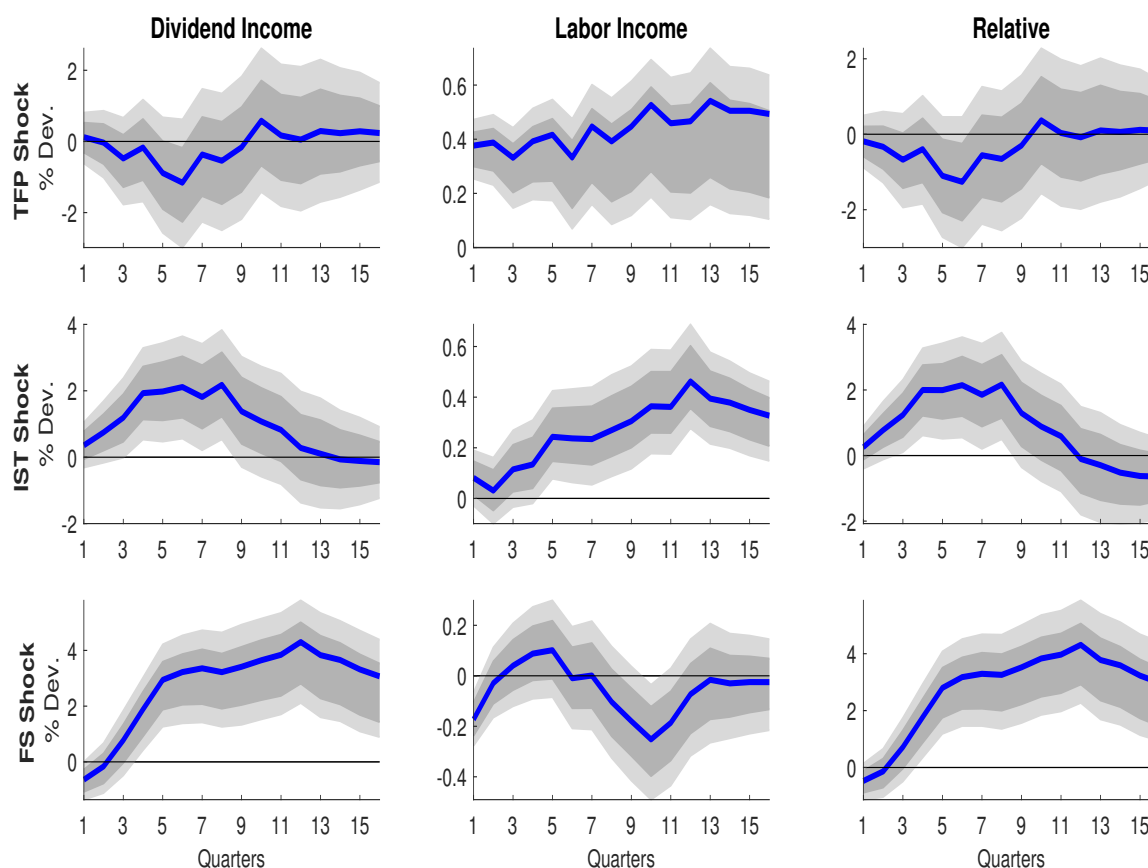 Dividend Income Labor Income Relative
TFP Shock
% Dev.
2
0
-2
1 3 5 7 9 11 13 15
0.6
0.4
0.2
0
1 3 5 7 9 11 13 15
2
0
-2
1 3 5 7 9 11 13 15
IST Shock
% Dev.
4
2
0
-2
1 3 5 7 9 11 13 15
0.6
0.4
0.2
0
1 3 5 7 9 11 13 15
4
2
0
-2
1 3 5 7 9 11 13 15
FS Shock
% Dev.
4
2
0
1 3 5 7 9 11 13 15
Quarters
0.2
0
-0.2
-0.4
1 3 5 7 9 11 13 15
Quarters
4
2
0
1 3 5 7 9 11 13 15
Quarters